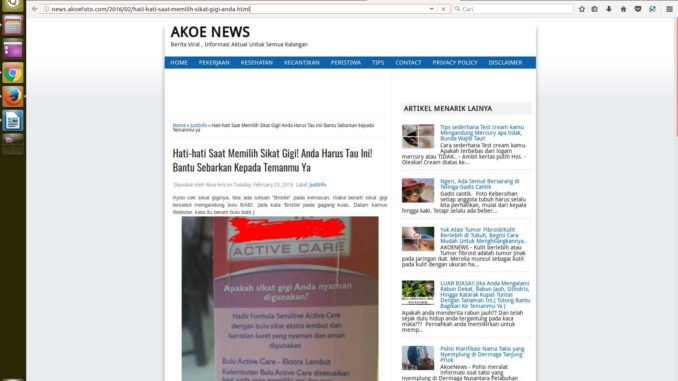 news.akoefoto.com/2016/02/hati-hati-saat-memilih-sikat-gigi-anda.html
Cari
AKOE NEWS
Berita Viral , Informasi Aktual Untuk Semua Kalangan
HOME PEKERJAAN KESEHATAN KECANTIKAN PERISTIWA TIPS CONTACT PRIVACY POLICY DISCLAIMER
Home » JustInfo » Hati-hati Saat Memilih Sikat Gigi! Anda Harus Tau Ini! Bantu Sebarkan kepada
Temanmu ya
Hati-hati Saat Memilih Sikat Gigi! Anda Harus Tau Ini!
Bantu Sebarkan Kepada Temanmu Ya
Diposkan oleh Akoe Aris on Tuesday, February 23, 2016 Label: JustInfo
Ayoo cek sikat giginya, bila ada tulisan "Bristle" pada kemasan, maka berarti sikat gigi
tersebut mengandung bulu BABI. (ada kata 'Bristle' pada gagang kuas. Dalam kamus
Webster, kata itu berarti bulu babi.)
ACTIVE CARE
Apakah sikat gigi Anda nyaman
digunakan?
Hadir Formula Sensitive Active Care
dengan bulu sikat ekstra lembut dan
bantalan karet yang nyaman dan aman
digunakan
Bulu Active Care - Ekstra Lembut
Kelembutan Bulu Active Care disesuaikan
ARTIKEL MENARIK LAINYA
Tips sederhana Test cream kamu
Mengandung Mercury apa tidak,
Bunda Wajib Tau!!
Cara sederhana test cream kamu.
Apakah terbebas dari logam
mercury atau TIDAK... - Ambil kertas putih HVs. -
Oleskan Cream diatas ...
Ngeri, Ada Semut Bersarang di
Telinga Gadis Cantik
AkoeNews - Kesehatan setiap
anggota tubuh harus selalu
kita perhatikan, mulai dari kepala
hingga kaki. Tetapi selalu ada beber...
Yuk Atasi Tumor Fibroid/Kulit
Berlebih di Tubuh, Begini Cara
Mudah Untuk Menghilangkannya..
AkoeNews - Kulit berlebih atau
Tumor fibroid adalah tumor jinak
pada jaringan ikat. Mereka muncul sebagai kutil
pada kulit dengan ukuran ha...
LUAR BIASA!! Jika Anda Mengalami
Rabun Dekat, Rabun Jauh, Silindris,
Hingga Katarak Kupas Tuntas
Dengan Tanaman Ini,( Tolong Bantu
Bagikan Ke Temanmu Ya )
Apakah anda menderita rabun jauh?? Dan telah
sejak dulu hidup anda tergantung pada kaca
mata??? Pernahkah anda memikirkan untuk
memp...
Polisi Klarifikasi Nama Taksi yang
Nyemplung di Dermaga Tanjung
Priok
AkoeNews - Polisi meralat
informasi soal taksi yang
nyemplung di Dermaga Nusantara Pelabuhan